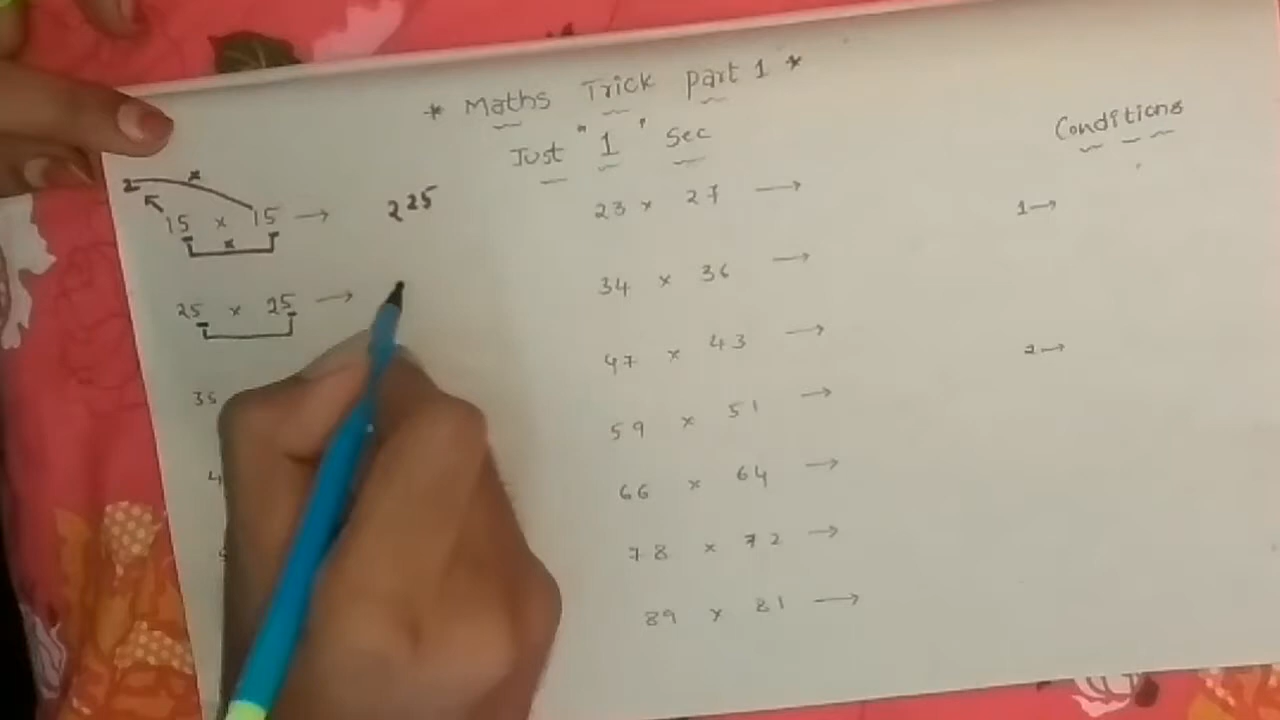 * Maths Trick Part 1 *
Just "1" Sec
Conditions
2 x
15 x 15 → 225
x
25 x 25 →
35
23 x 27 →
34 x 36 →
47 x 43 →
59 x 51 →
66 x 64 →
78 x 72 →
89 x 81 →
1→
2→